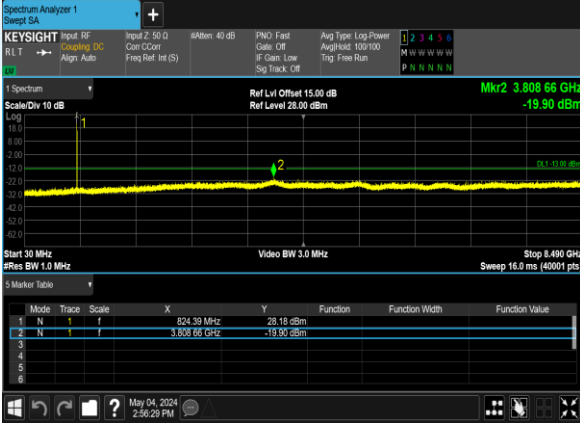 Spectrum Analyzer 1
Swept SA
+
KEYSIGHT Input: RF Input Z: 50 Ω #Atten: 40 dB PNO: Fast Avg Type: Log-Power 1 2 3 4 5 6
RLT Coupling: DC Corr CCorr Gate: Off Avg|Hold: 100/100 M W W W W W
Align: Auto Freq Ref: Int (S) IF Gain: Low Trig: Free Run
Sig Track: Off P N N N N N
1 Spectrum
Scale/Div 10 dB
Ref Lvl Offset 15.00 dB
Ref Level 28.00 dBm
Mkr2 3.808 66 GHz
-19.90 dBm
Log
18.0
8.00
-2.00
-12.0
-22.0
-32.0
-42.0
-52.0
-62.0
1
2
DL1 -13.00 dBm
Start 30 MHz Video BW 3.0 MHz Stop 8.490 GHz
#Res BW 1.0 MHz Sweep 16.0 ms (40001 pts
5 Marker Table
Mode Trace Scale X Y Function Function Width Function Value
1 N 1 f 824.39 MHz 28.18 dBm
2 N 1 f 3.808 66 GHz -19.90 dBm
3
4
5
6
?
May 04, 2024
2:56:29 PM